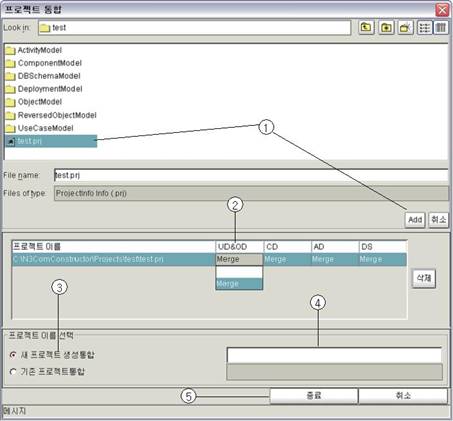 프로젝트 통합
Look in: test
ActivityModel
ComponentModel
DBSchemaModel
DeploymentModel
ObjectModel
ReversedObjectModel
UseCaseModel
test.prj
①
File name: test.prj
Files of type: ProjectInfo Info (.prj)
Add 취소
②
프로젝트 이름 UD&OD CD AD DS
C:\N3ComConstructor\Projects\test\test.prj Merge Merge Merge Merge
Merge
삭제
③ ④
프로젝트 이름 선택
새 프로젝트 생성통합
기존 프로젝트통합
⑤ 종료 취소
메시지